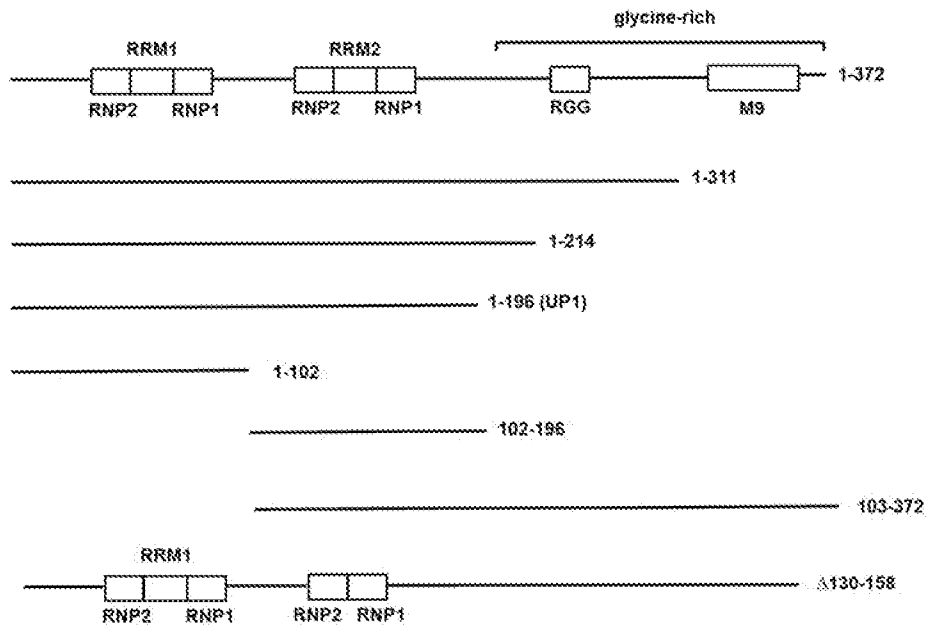 glycine-rich
RRM1 RRM2
1-372
RNP2 RNP1 RNP2 RNP1 RGG M9
1-311
1-214
1-196 (UP1)
1-102
102-196
103-372
RRM1
Δ130-158
RNP2 RNP1 RNP2 RNP1